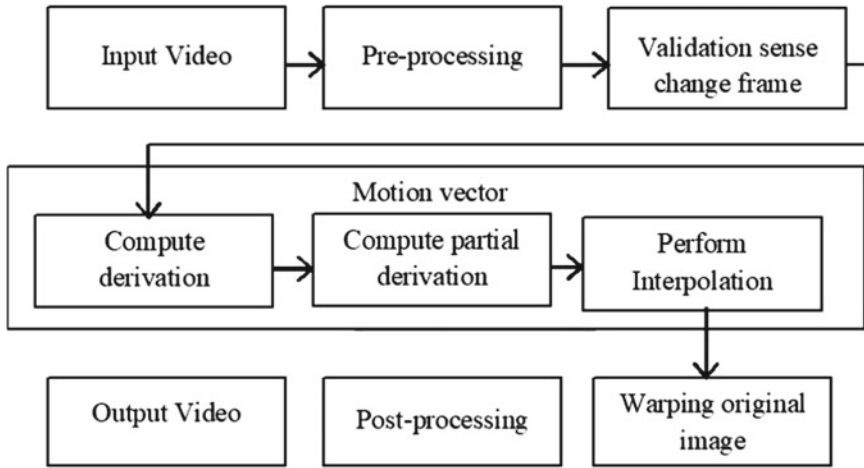 Input Video
Pre-processing
Validation sense
change frame
Motion vector
Compute
derivation
Compute partial
derivation
Perform
Interpolation
Output Video
Post-processing
Warping original
image